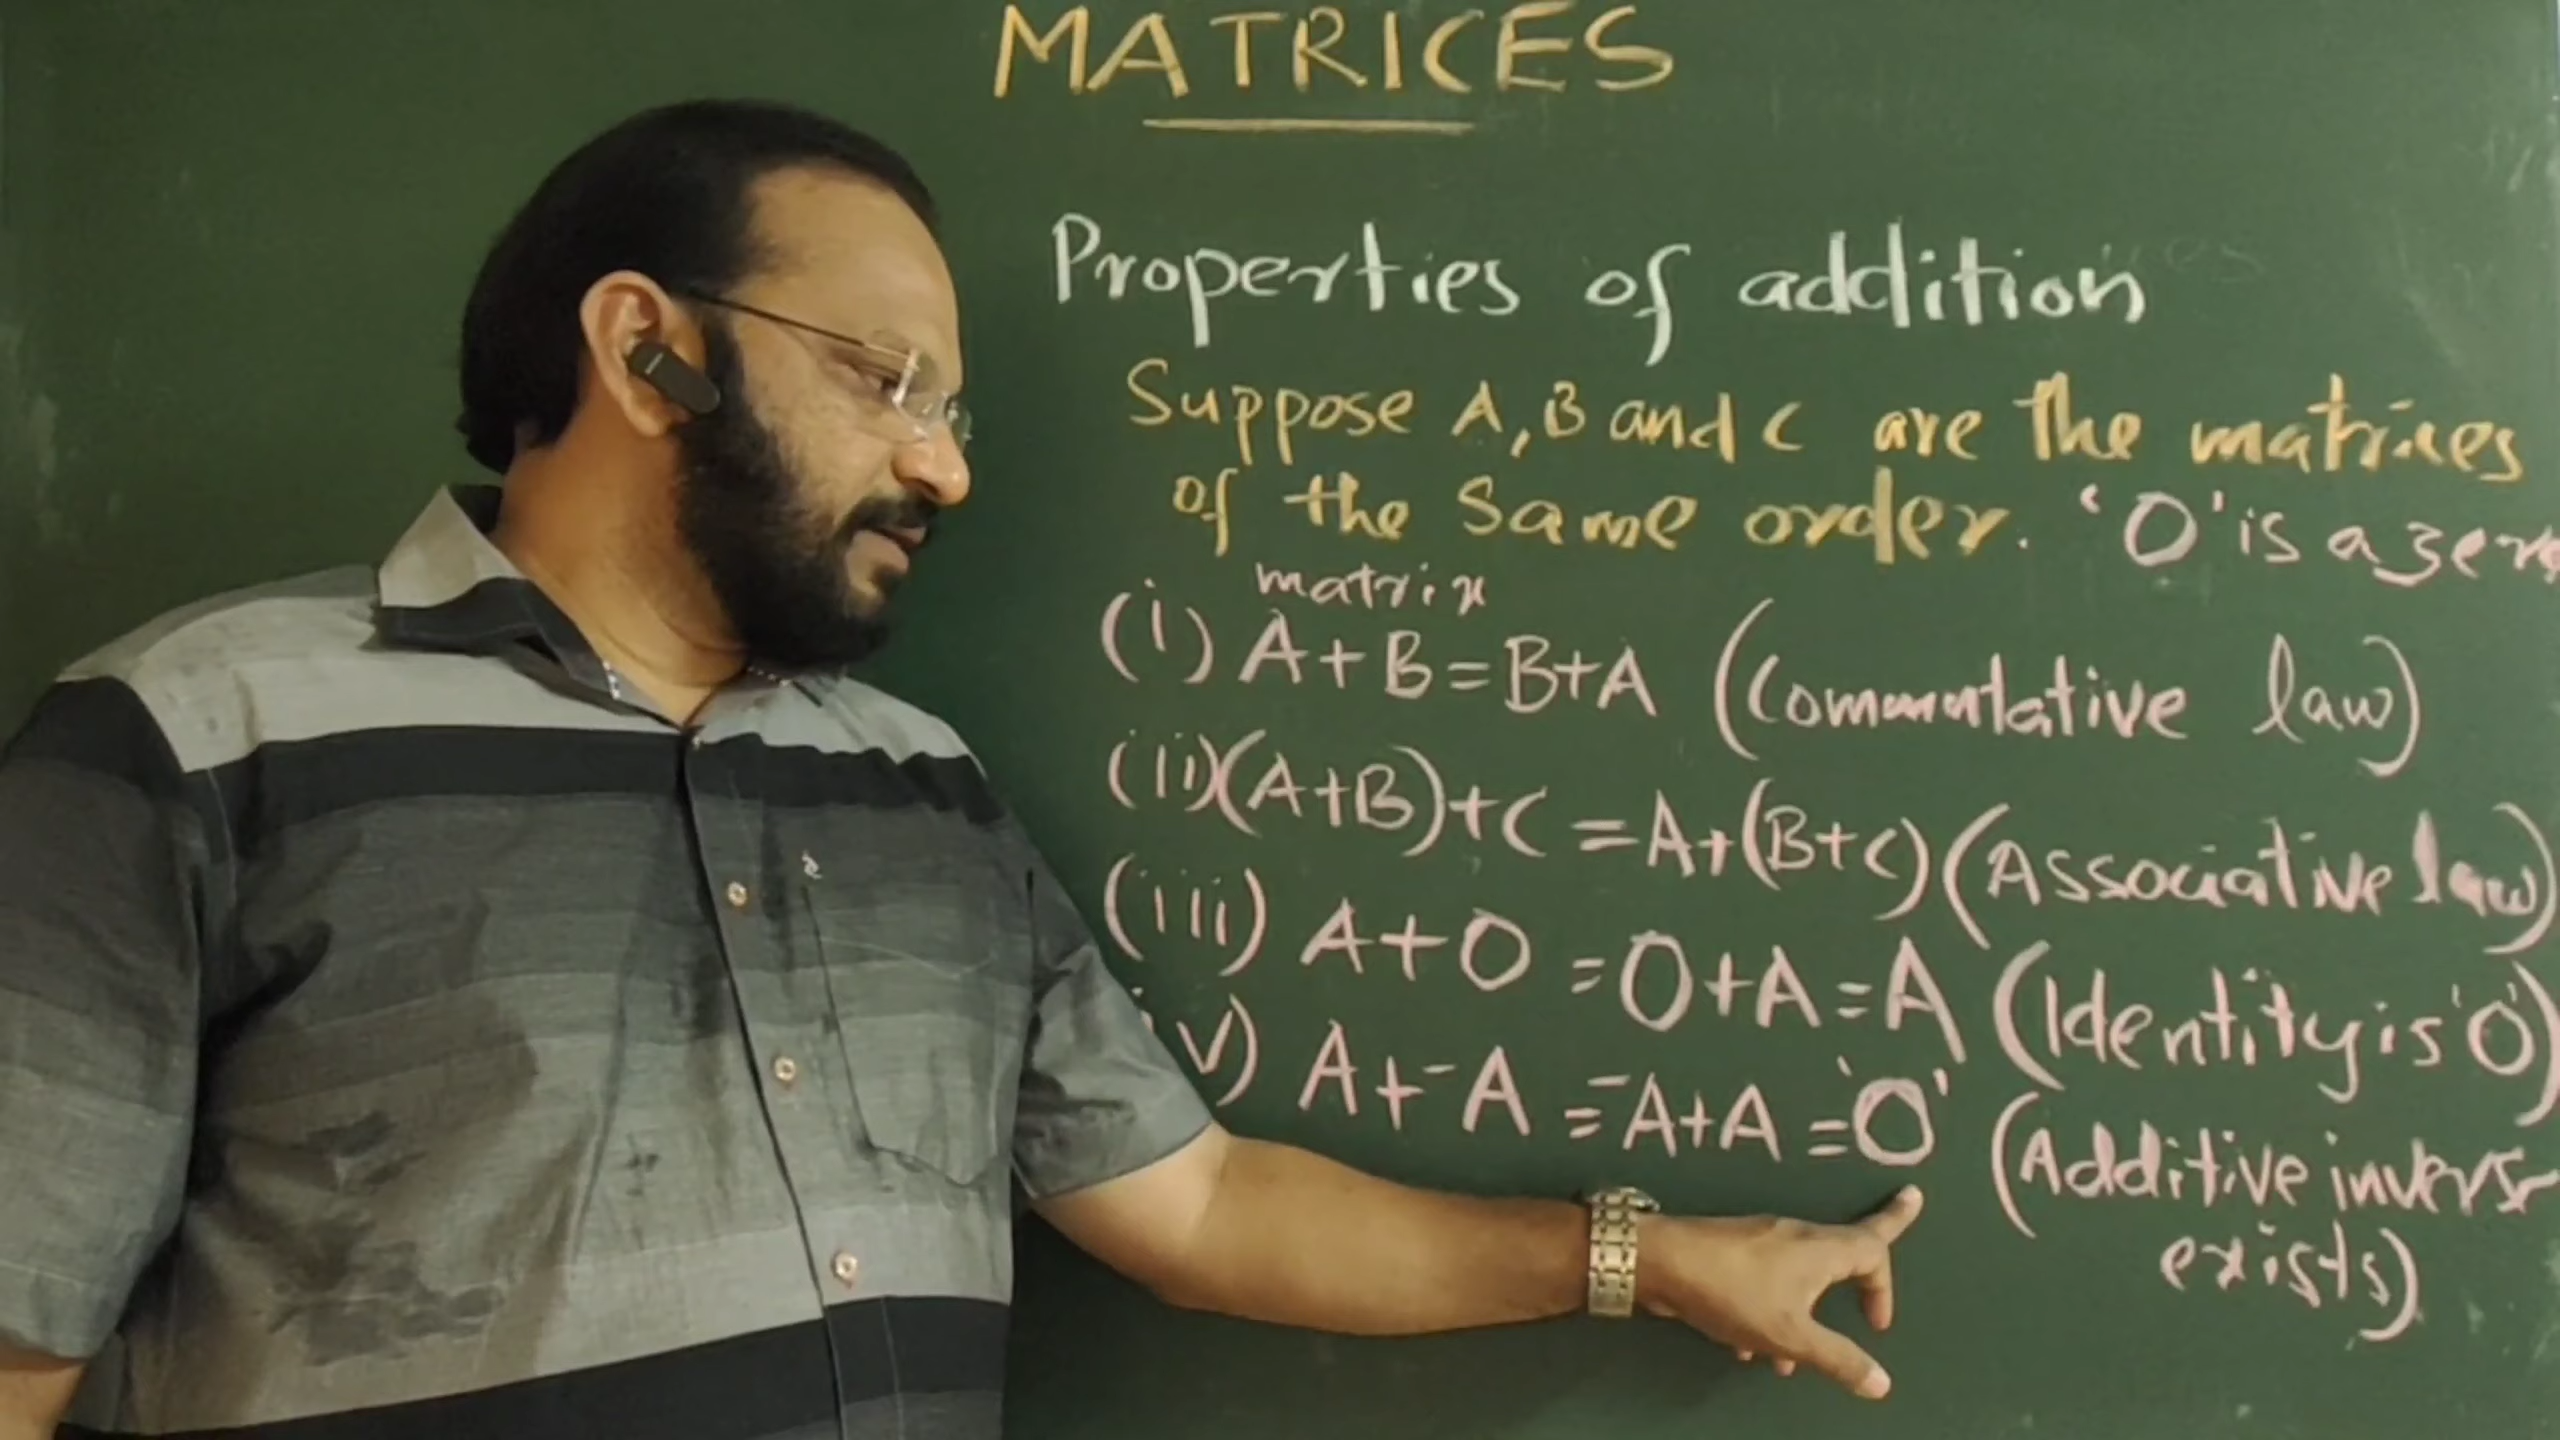 MATRICES
Properties of addition
Suppose A, B and C are the matrices
of the same order. 'O' is a zero
matrix
(i) A+B=B+A (Commutative law)
(ii)(A+B)+C =A+(B+C)(Associative law)
(iii) A+O =O+A=A (Identity is 'O')
iv) A+-A =-A+A ='O' (Additive inverse
exists)